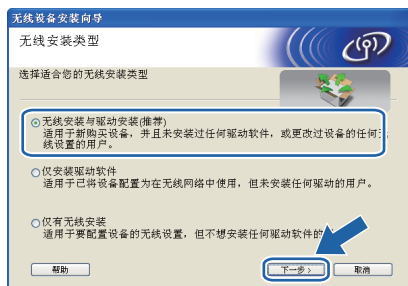 无线设备安装向导
无线安装类型
选择适合您的无线安装类型
无线安装与驱动安装(推荐)
适用于新购买设备，并且未安装过任何驱动软件，或更改过设备的任何
线设置的用户。
仅安装驱动软件
适用于已将设备配置为在无线网络中使用，但未安装任何驱动的用户。
仅有无线安装
适用于要配置设备的无线设置，但不想安装任何驱动软件的
帮助
下一步 >
取消